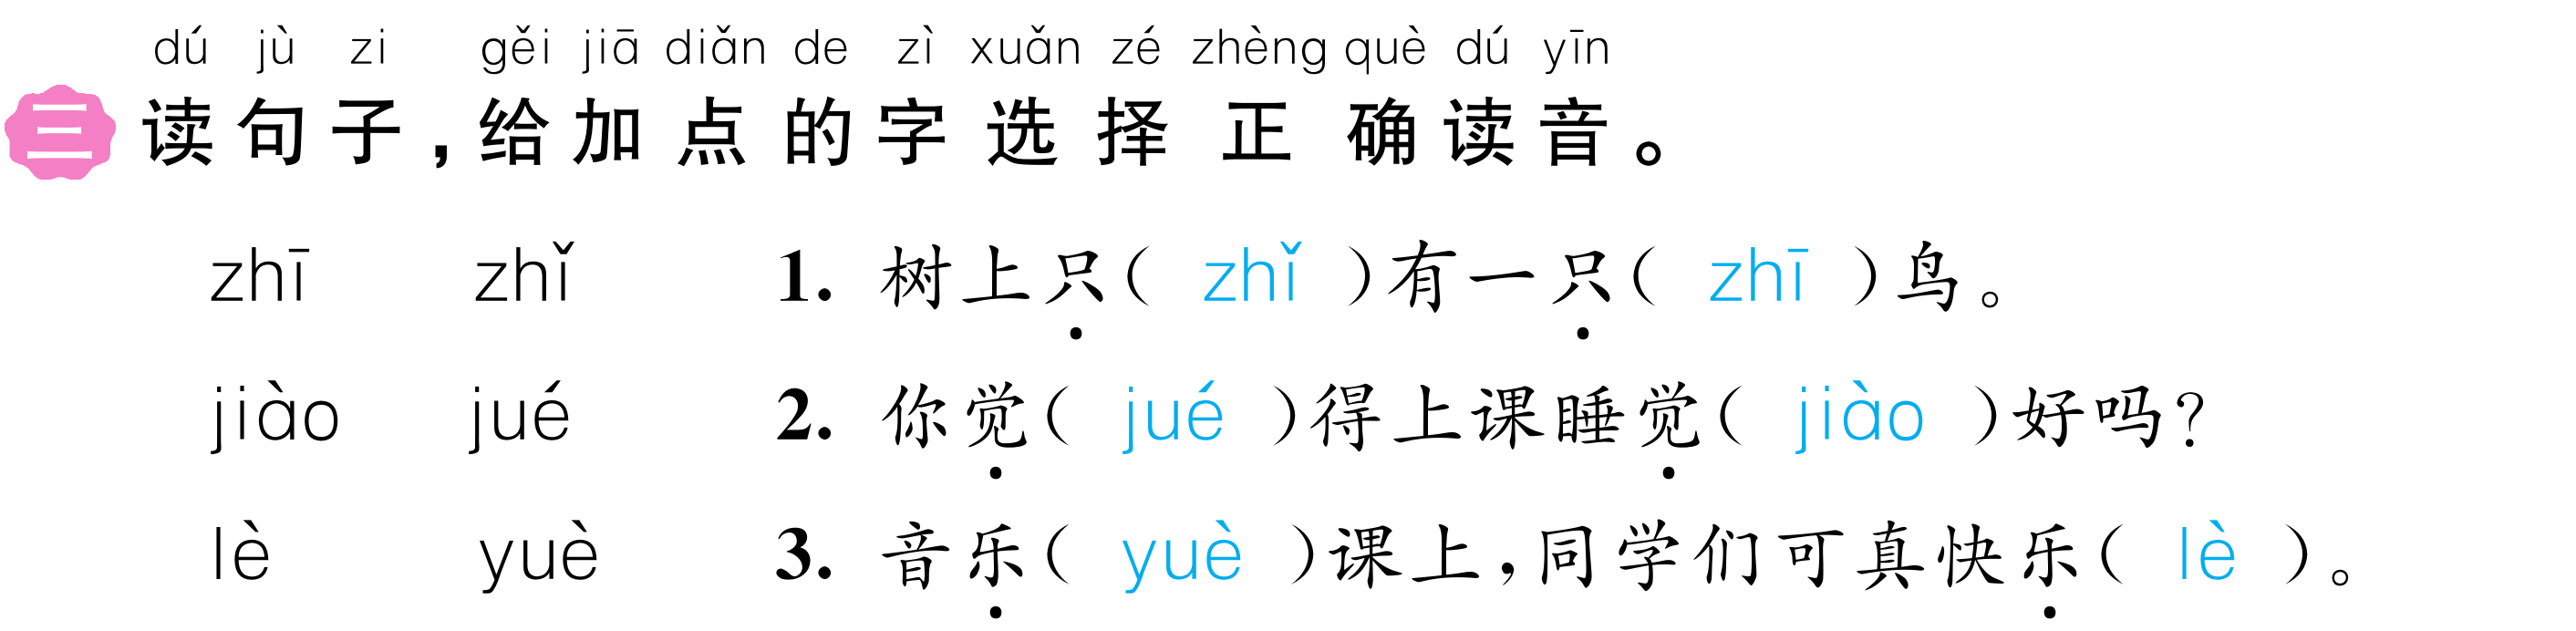 dú jù zi gěi jiā diǎn de zì xuǎn zé zhèng què dú yīn
三 读句子,给加点的字选择正确读音。
zhī zhǐ 1. 树上只( zhǐ )有一只( zhī )鸟。
jiào jué 2. 你觉( jué )得上课睡觉( jiào )好吗?
lè yuè 3. 音乐( yuè )课上,同学们可真快乐( lè )。